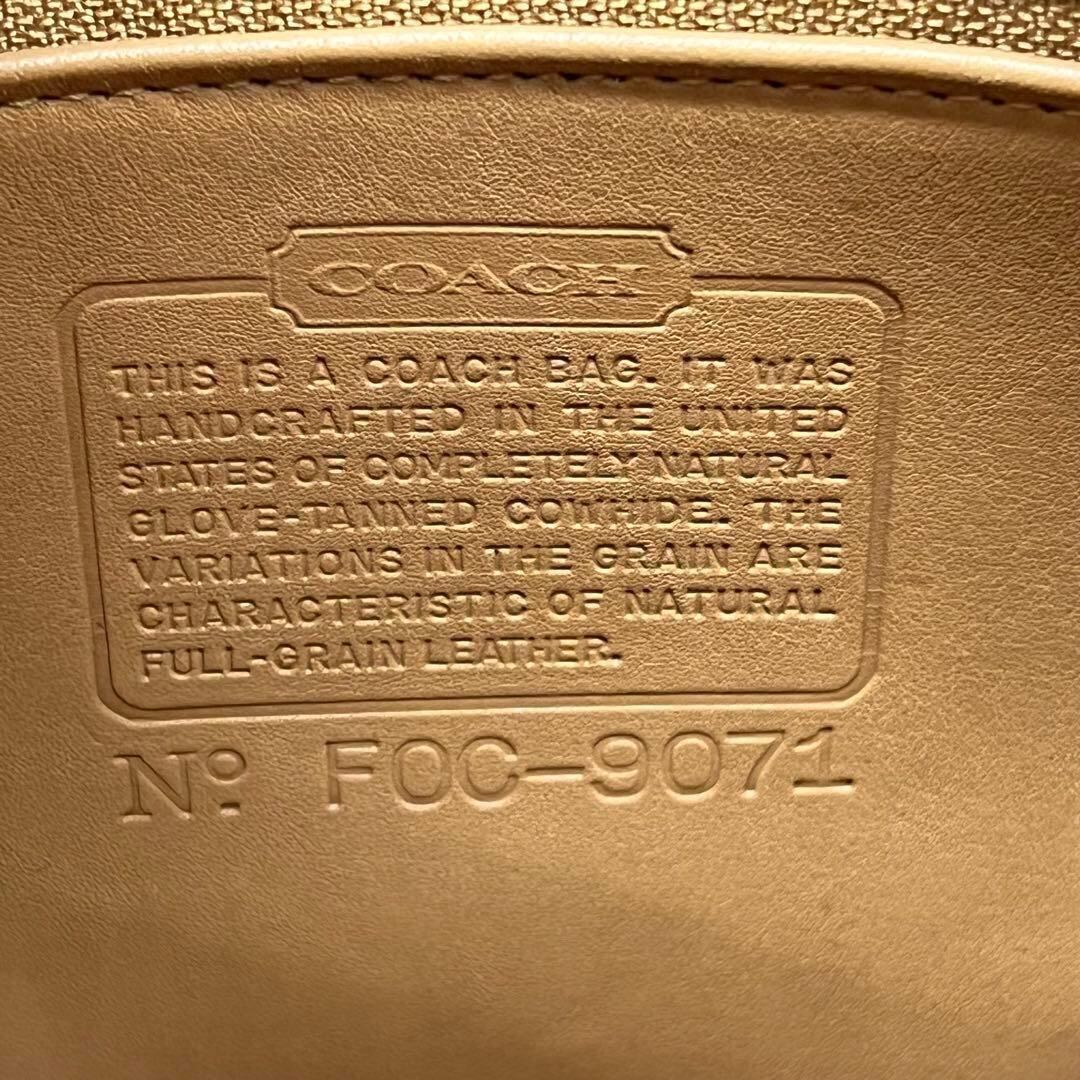 COACH
THIS IS A COACH BAG. IT WAS
HANDCRAFTED IN THE UNITED
STATES OF COMPLETELY NATURAL
GLOVE-TANNED COWHIDE. THE
VARIATIONS IN THE GRAIN ARE
CHARACTERISTIC OF NATURAL
FULL-GRAIN LEATHER.
Nº. FOC-9071